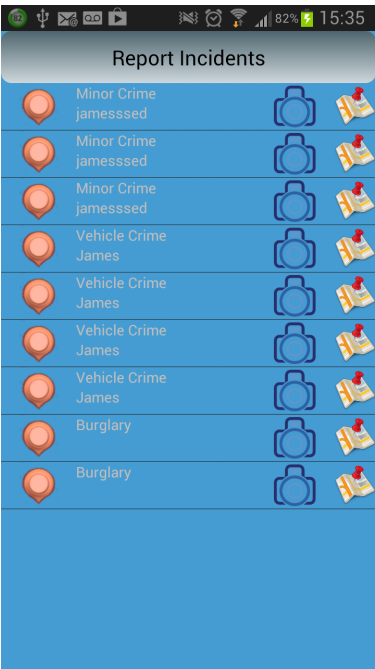 82
82%
15:35
Report Incidents
Minor Crime
jamesssed
Minor Crime
jamesssed
Minor Crime
jamesssed
Vehicle Crime
James
Vehicle Crime
James
Vehicle Crime
James
Vehicle Crime
James
Burglary
Burglary